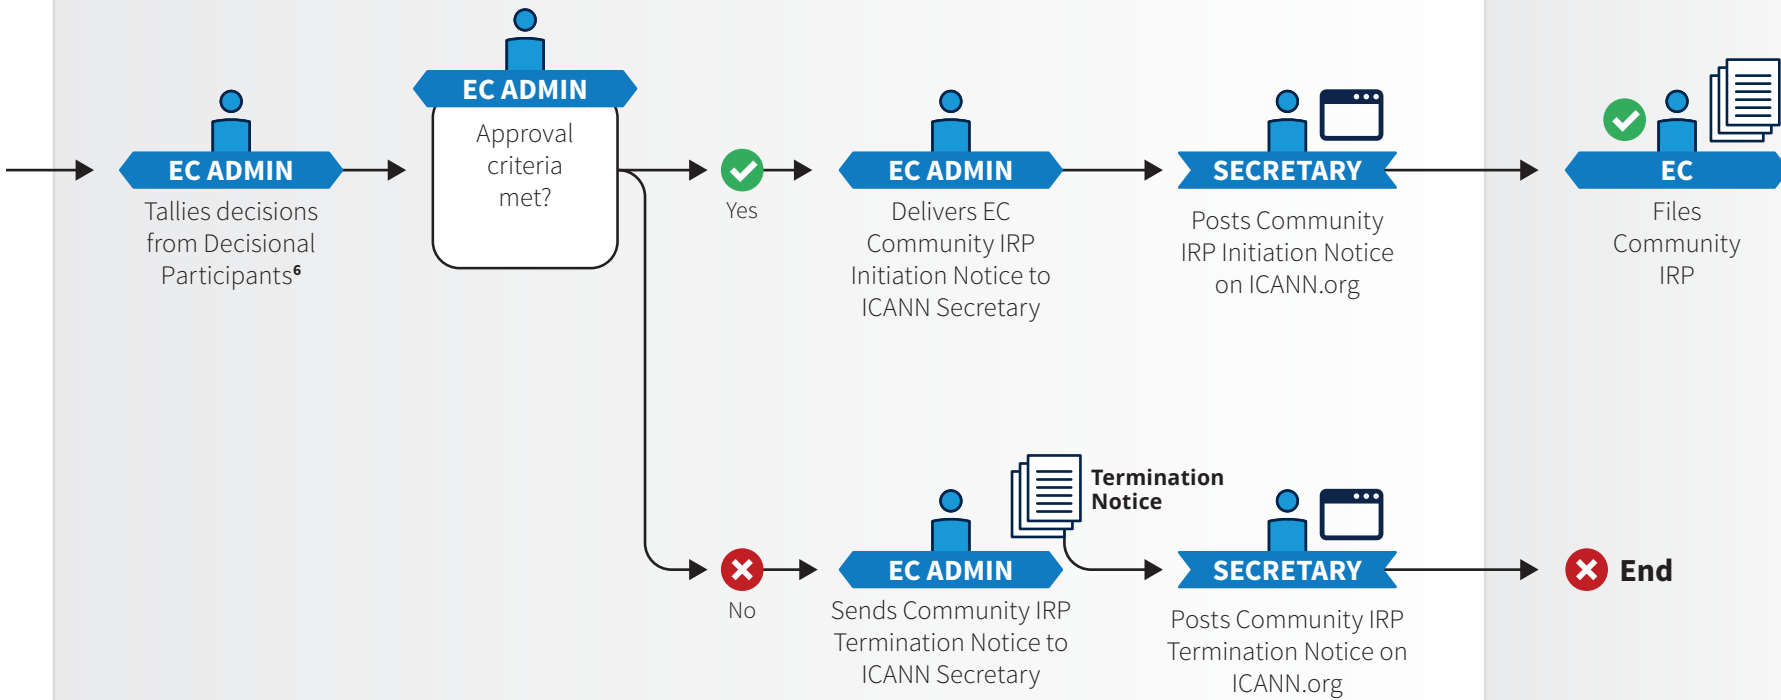 EC ADMIN
Tallies decisions
from Decisional
Participants⁶
EC ADMIN
Approval
criteria
met?
Yes
EC ADMIN
Delivers EC
Community IRP
Initiation Notice to
ICANN Secretary
SECRETARY
Posts Community
IRP Initiation Notice
on ICANN.org
EC
Files
Community
IRP
No
EC ADMIN
Sends Community IRP
Termination Notice to
ICANN Secretary
Termination
Notice
SECRETARY
Posts Community IRP
Termination Notice on
ICANN.org
End